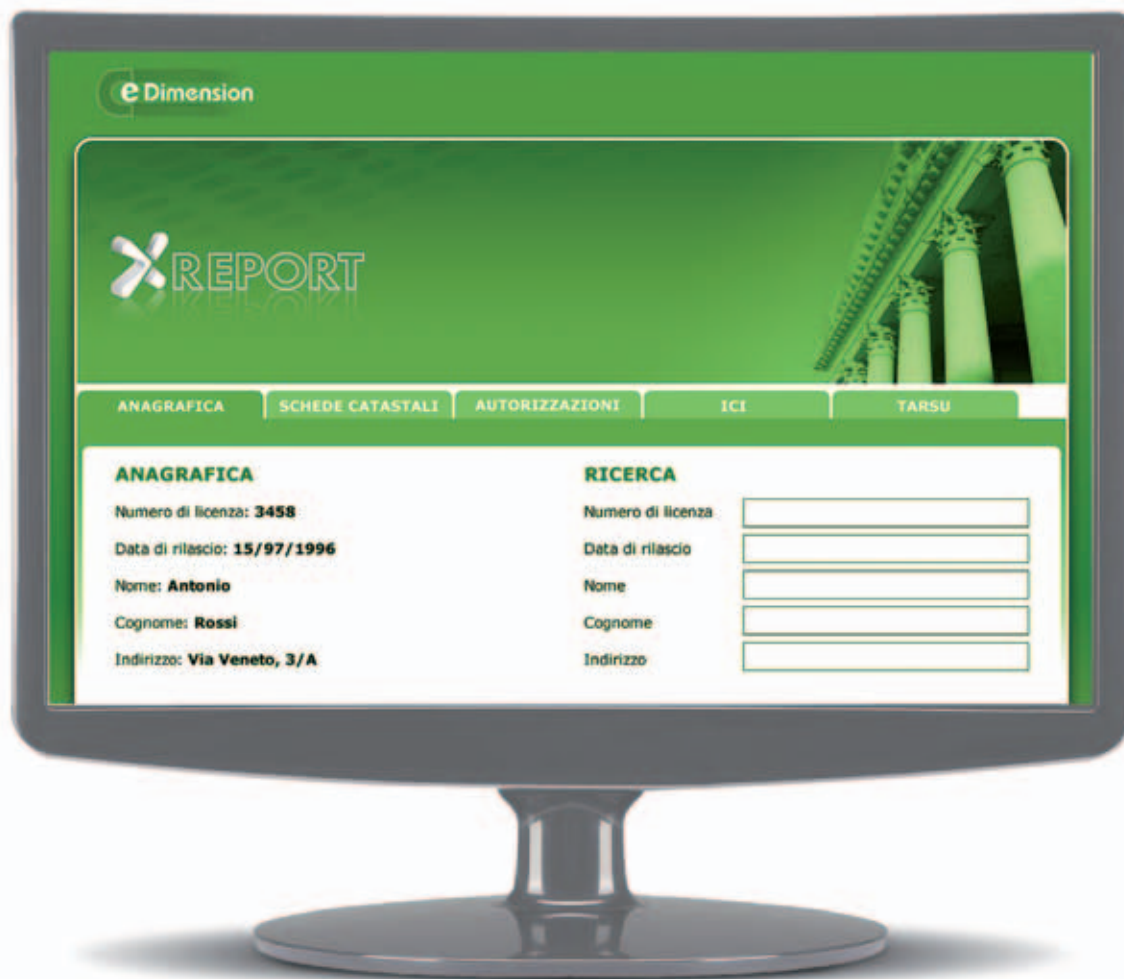 e Dimension
X REPORT
ANAGRAFICA
SCHEDE CATASTALI
AUTORIZZAZIONI
ICI
TARSU
ANAGRAFICA
Numero di licenza: 3458
Data di rilascio: 15/97/1996
Nome: Antonio
Cognome: Rossi
Indirizzo: Via Veneto, 3/A
RICERCA
Numero di licenza
Data di rilascio
Nome
Cognome
Indirizzo